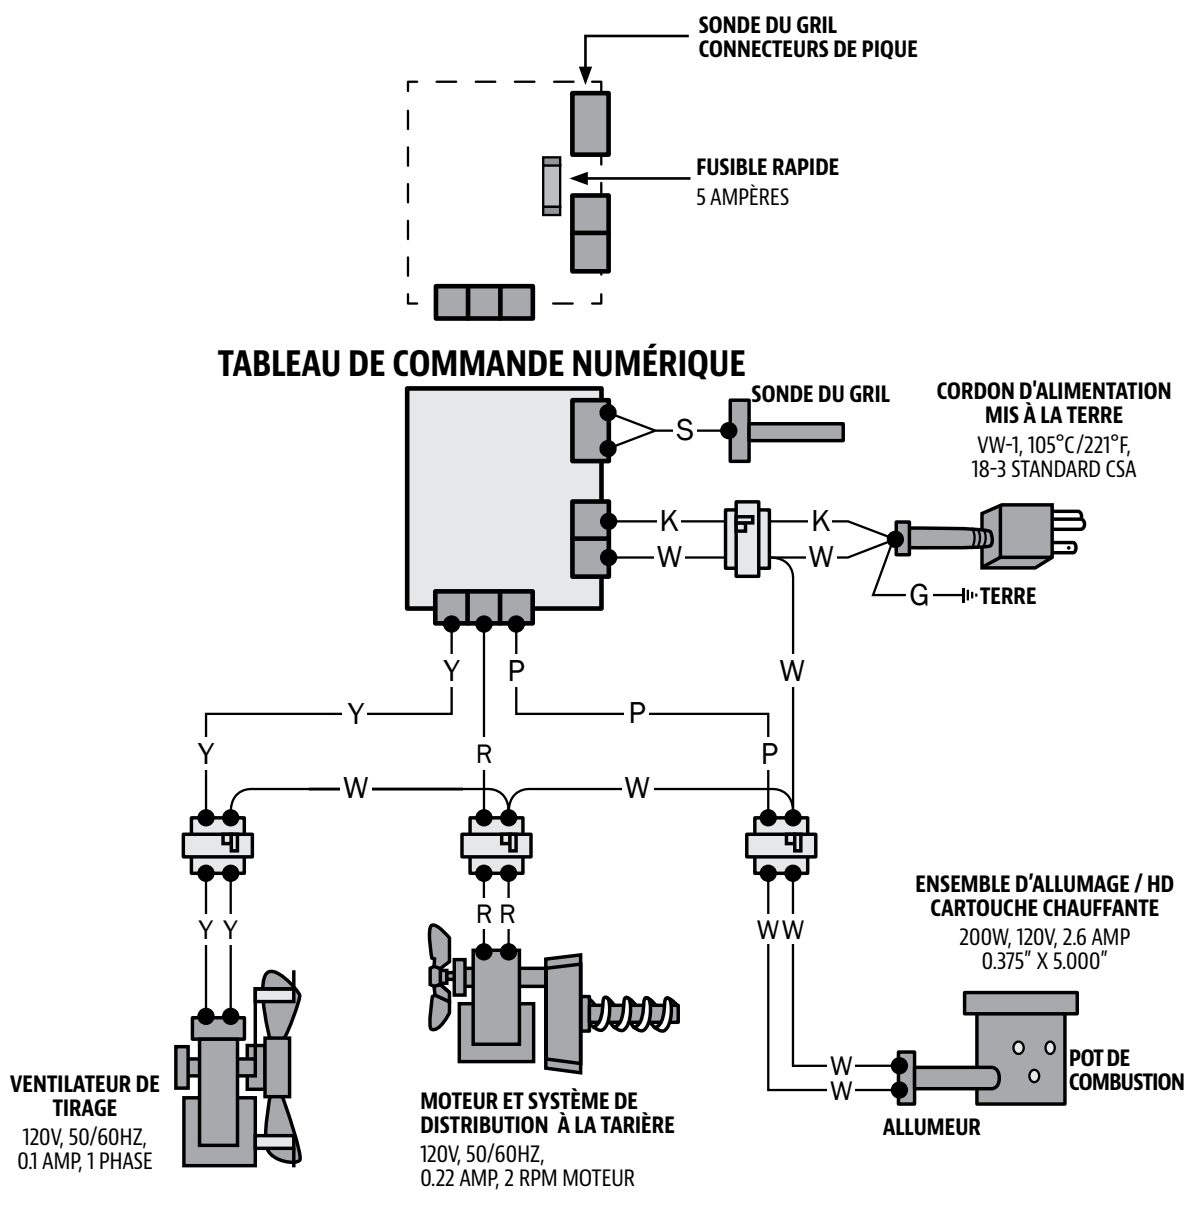 SONDE DU GRIL
CONNECTEURS DE PIQUE
FUSIBLE RAPIDE
5 AMPÈRES
TABLEAU DE COMMANDE NUMÉRIQUE
SONDE DU GRIL
S
CORDON D'ALIMENTATION
MIS À LA TERRE
VW-1, 105°C/221°F,
18-3 STANDARD CSA
K
K
W
W
G
TERRE
Y
P
W
Y
P
Y
R
P
W
W
Y Y
R R
W W
ENSEMBLE D'ALLUMAGE / HD
CARTOUCHE CHAUFFANTE
200W, 120V, 2.6 AMP
0.375" X 5.000"
POT DE
COMBUSTION
W
W
ALLUMEUR
VENTILATEUR DE
TIRAGE
120V, 50/60HZ,
0.1 AMP, 1 PHASE
MOTEUR ET SYSTÈME DE
DISTRIBUTION À LA TARIÈRE
120V, 50/60HZ,
0.22 AMP, 2 RPM MOTEUR